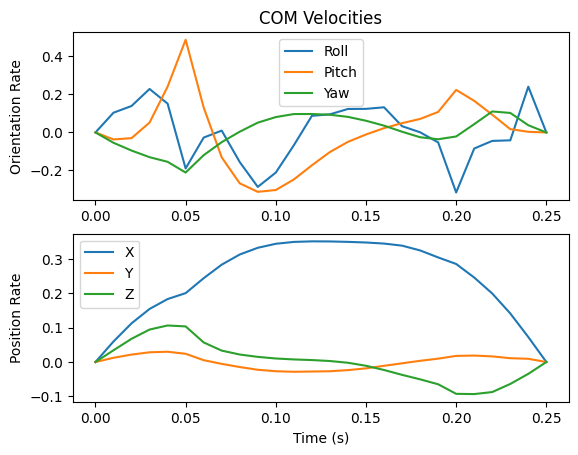 COM Velocities
Orientation Rate
0.4
0.2
0.0
−0.2
Roll
Pitch
Yaw
0.00
0.05
0.10
0.15
0.20
0.25
Position Rate
0.3
0.2
0.1
0.0
−0.1
X
Y
Z
0.00
0.05
0.10
0.15
0.20
0.25
Time (s)